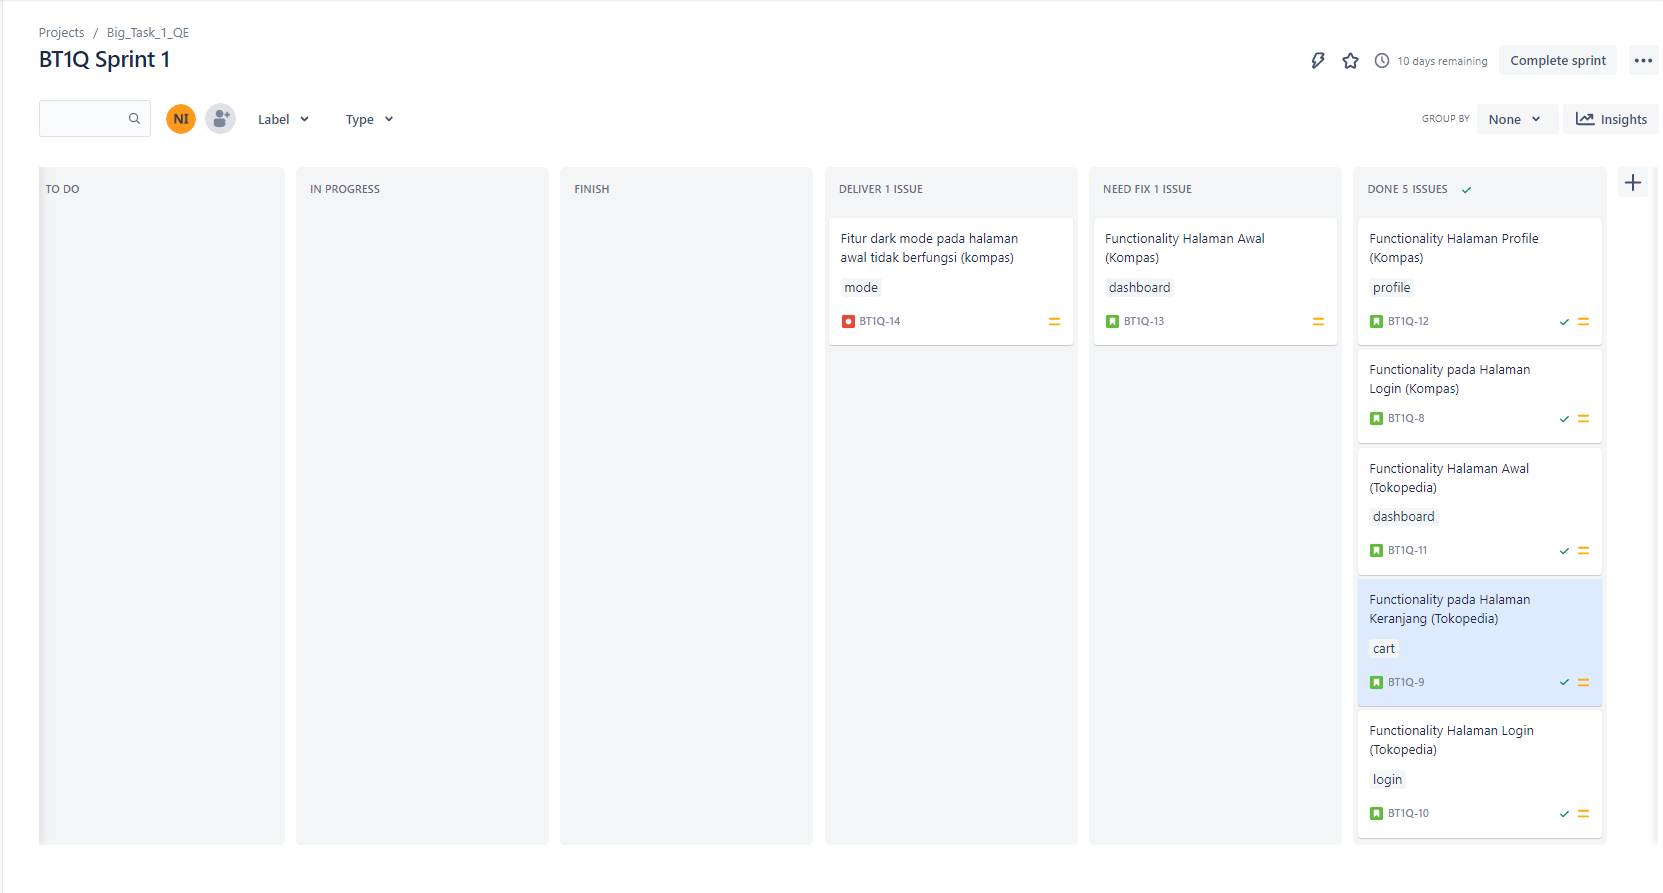 Projects / Big_Task_1_QE
BT1Q Sprint 1
10 days remaining
Complete sprint
NI
Label
Type
GROUP BY
None
Insights
TO DO
IN PROGRESS
FINISH
DELIVER 1 ISSUE
Fitur dark mode pada halaman
awal tidak berfungsi (kompas)
mode
BT1Q-14
NEED FIX 1 ISSUE
Functionality Halaman Awal
(Kompas)
dashboard
BT1Q-13
DONE 5 ISSUES
Functionality Halaman Profile
(Kompas)
profile
BT1Q-12
Functionality pada Halaman
Login (Kompas)
BT1Q-8
Functionality Halaman Awal
(Tokopedia)
dashboard
BT1Q-11
Functionality pada Halaman
Keranjang (Tokopedia)
cart
BT1Q-9
Functionality Halaman Login
(Tokopedia)
login
BT1Q-10